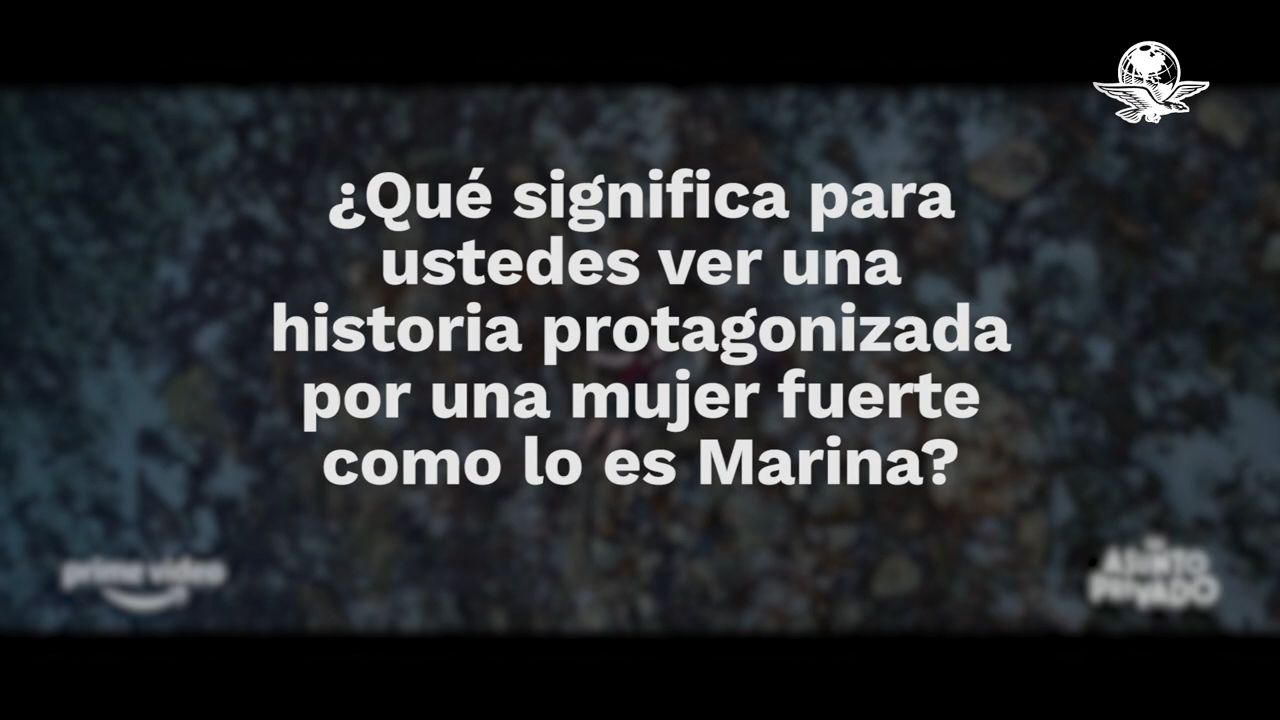 ¿Qué significa para
ustedes ver una
historia protagonizada
por una mujer fuerte
como lo es Marina?
prime video
ASUNTO
PRIVADO